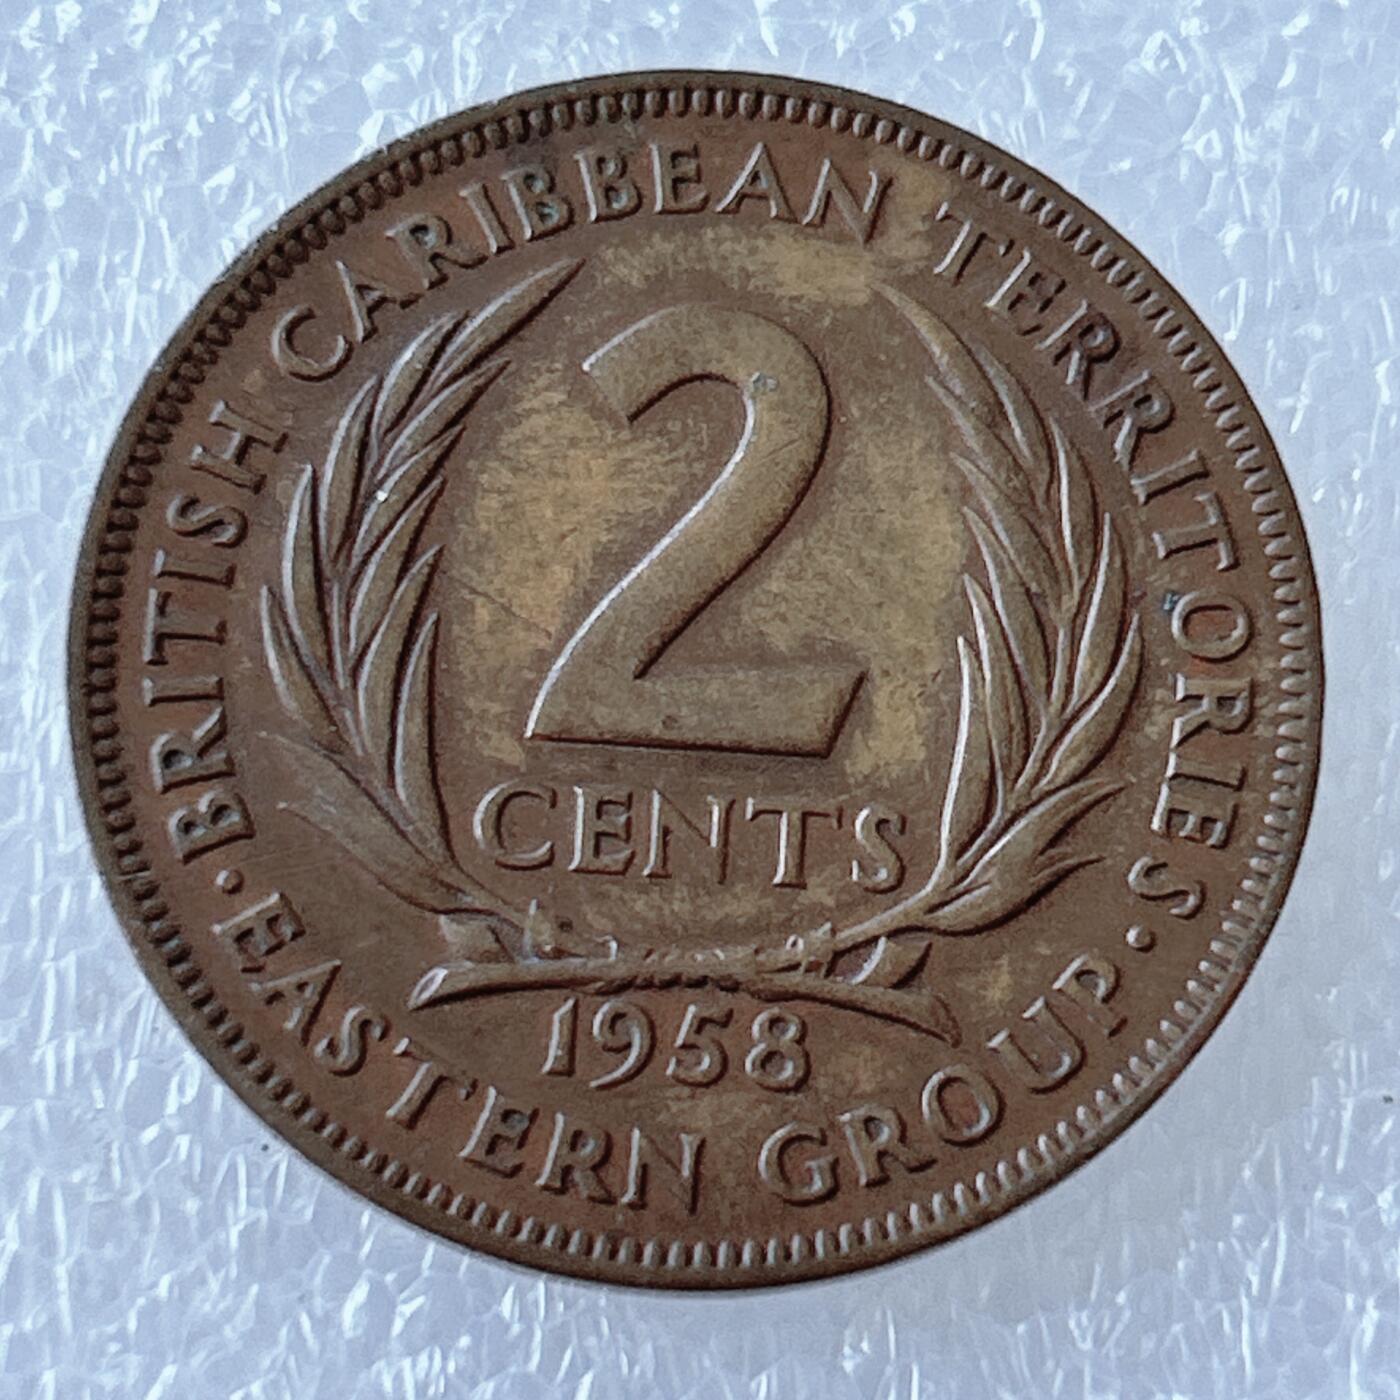 BRITISH CARIBBEAN TERRITORIES
2
CENTS
1958
· EASTERN GROUP ·